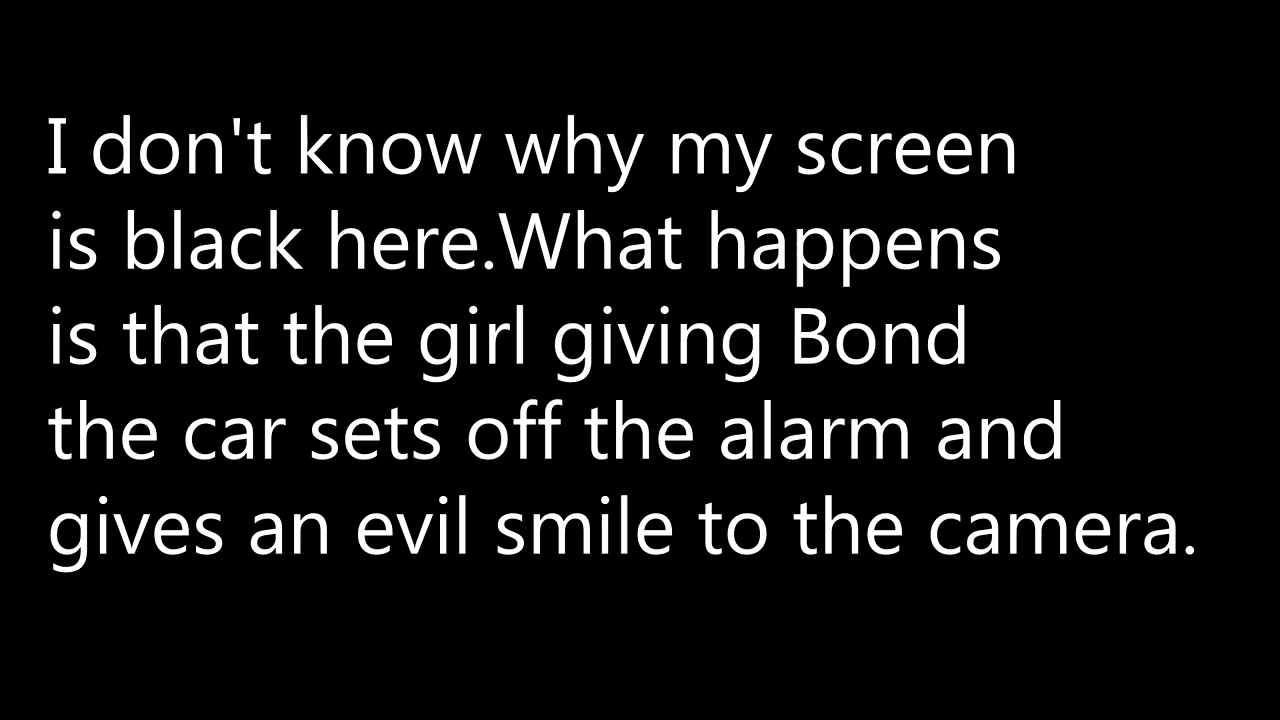 I don't know why my screen
is black here.What happens
is that the girl giving Bond
the car sets off the alarm and
gives an evil smile to the camera.